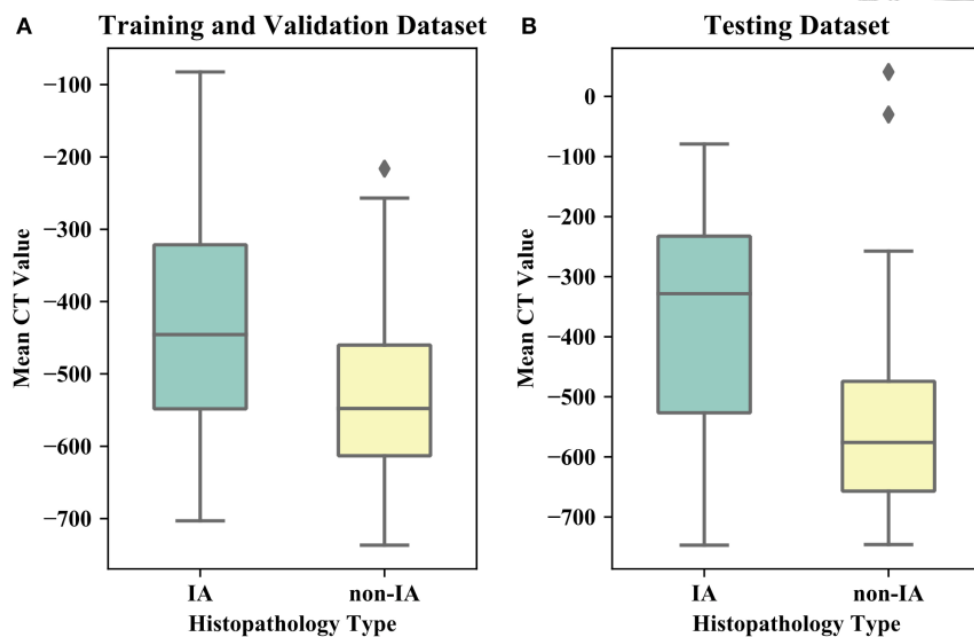 A Training and Validation Dataset
Mean CT Value
−100
−200
−300
−400
−500
−600
−700
IA non-IA
Histopathology Type
B Testing Dataset
Mean CT Value
0
−100
−200
−300
−400
−500
−600
−700
IA non-IA
Histopathology Type